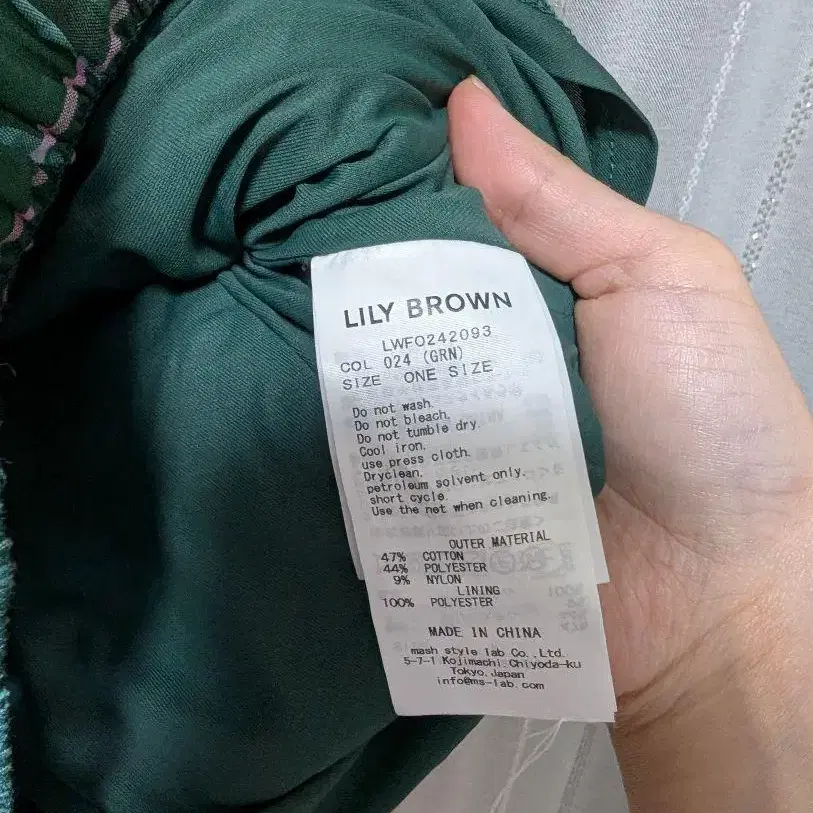 LILY BROWN
LWFO242093
COL 024 (GRN)
SIZE ONE SIZE
Do not wash.
Do not bleach.
Do not tumble dry.
Cool iron.
use press cloth.
Dryclean.
petroleum solvent only.
short cycle.
Use the net when cleaning.
OUTER MATERIAL
47% COTTON
44% POLYESTER
9% NYLON
LINING
100% POLYESTER
MADE IN CHINA
mash style lab Co.,Ltd.
5-7-1 Kojimachi,Chiyoda-ku
Tokyo,Japan
info@ms-lab.com